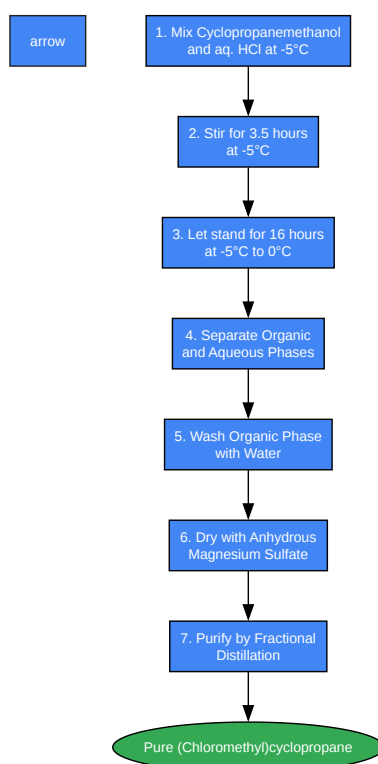 arrow
1. Mix Cyclopropanemethanol
and aq. HCl at -5°C
2. Stir for 3.5 hours
at -5°C
3. Let stand for 16 hours
at -5°C to 0°C
4. Separate Organic
and Aqueous Phases
5. Wash Organic Phase
with Water
6. Dry with Anhydrous
Magnesium Sulfate
7. Purify by Fractional
Distillation
Pure (Chloromethyl)cyclopropane